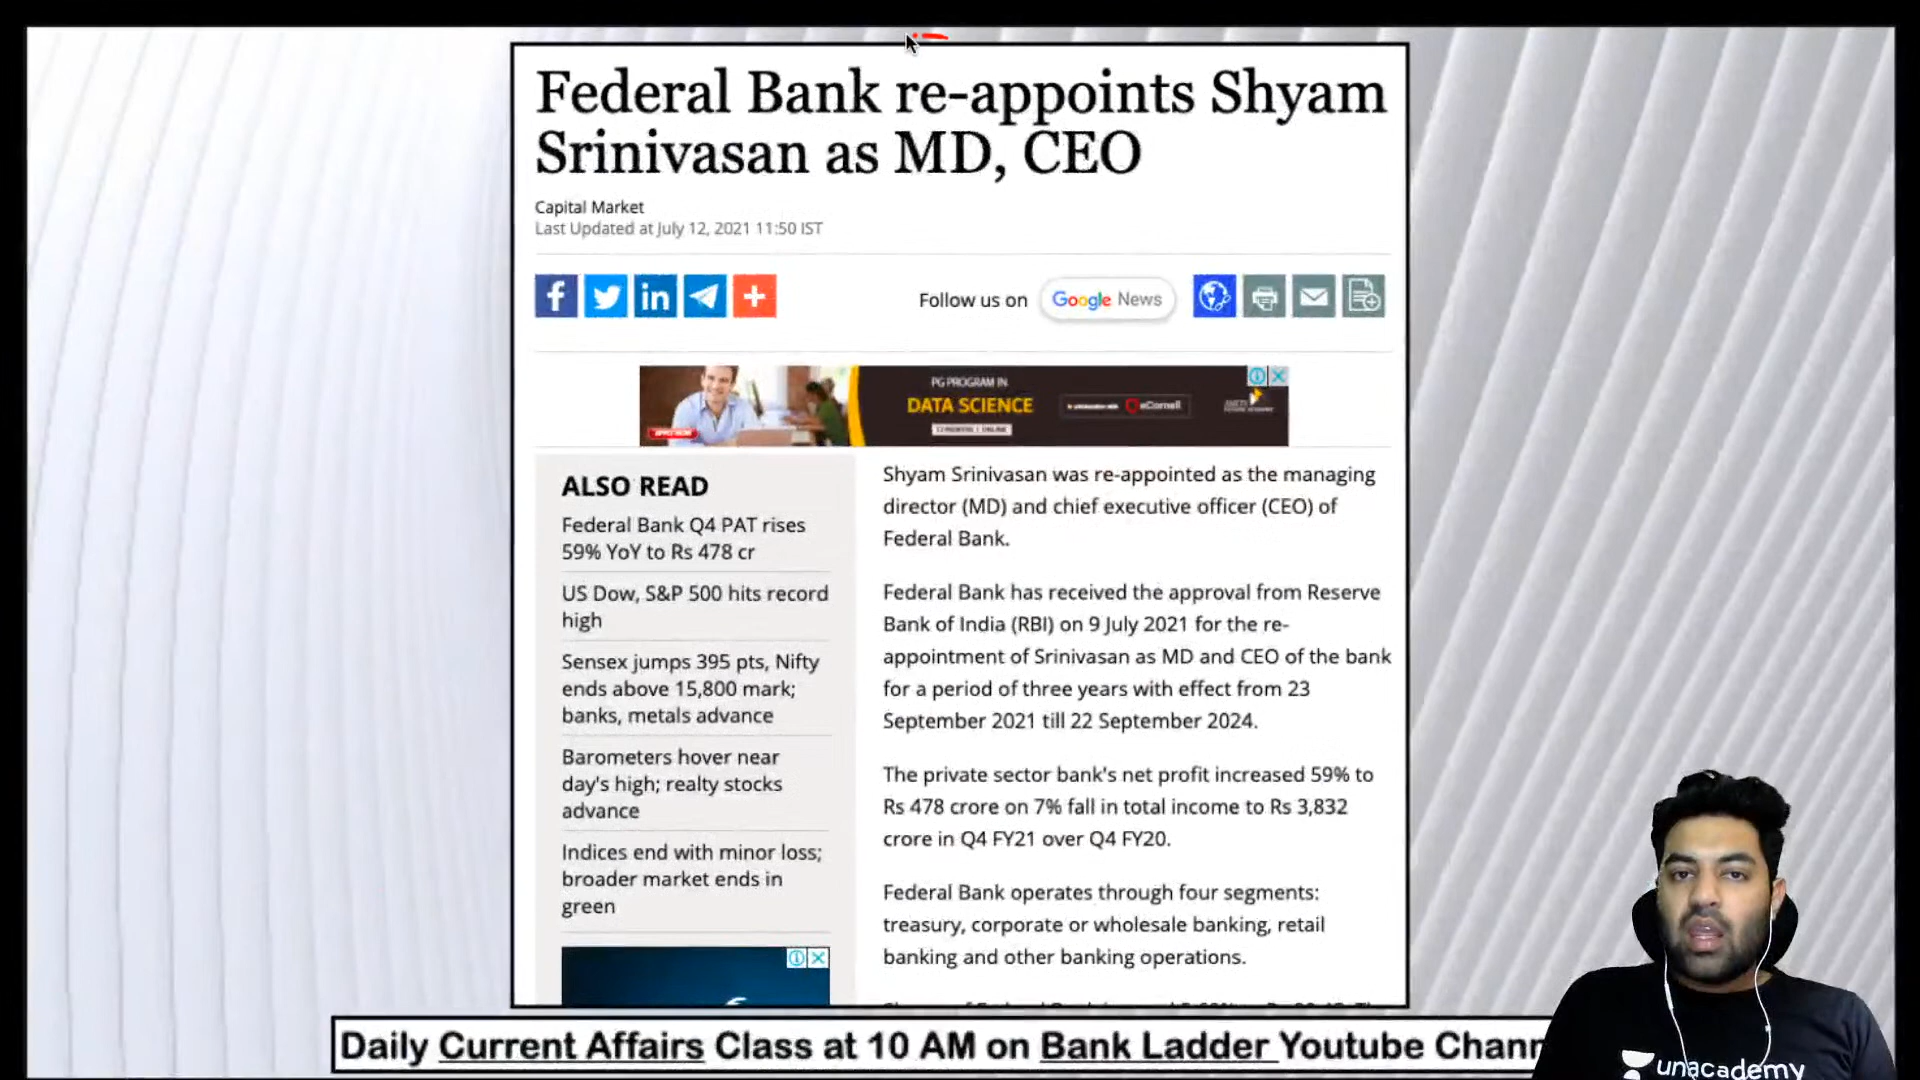 Federal Bank re-appoints Shyam
Srinivasan as MD, CEO
Capital Market
Last Updated at July 12, 2021 11:50 IST
Follow us on
Google News
PG PROGRAM IN
DATA SCIENCE
eCornell
APPLY NOW
12 MONTHS | ONLINE
ALSO READ
Federal Bank Q4 PAT rises
59% YoY to Rs 478 cr
US Dow, S&P 500 hits record
high
Sensex jumps 395 pts, Nifty
ends above 15,800 mark;
banks, metals advance
Barometers hover near
day's high; realty stocks
advance
Indices end with minor loss;
broader market ends in
green
Shyam Srinivasan was re-appointed as the managing
director (MD) and chief executive officer (CEO) of
Federal Bank.
Federal Bank has received the approval from Reserve
Bank of India (RBI) on 9 July 2021 for the re-
appointment of Srinivasan as MD and CEO of the bank
for a period of three years with effect from 23
September 2021 till 22 September 2024.
The private sector bank's net profit increased 59% to
Rs 478 crore on 7% fall in total income to Rs 3,832
crore in Q4 FY21 over Q4 FY20.
Federal Bank operates through four segments:
treasury, corporate or wholesale banking, retail
banking and other banking operations.
Daily Current Affairs Class at 10 AM on Bank Ladder Youtube Chann
unacademy